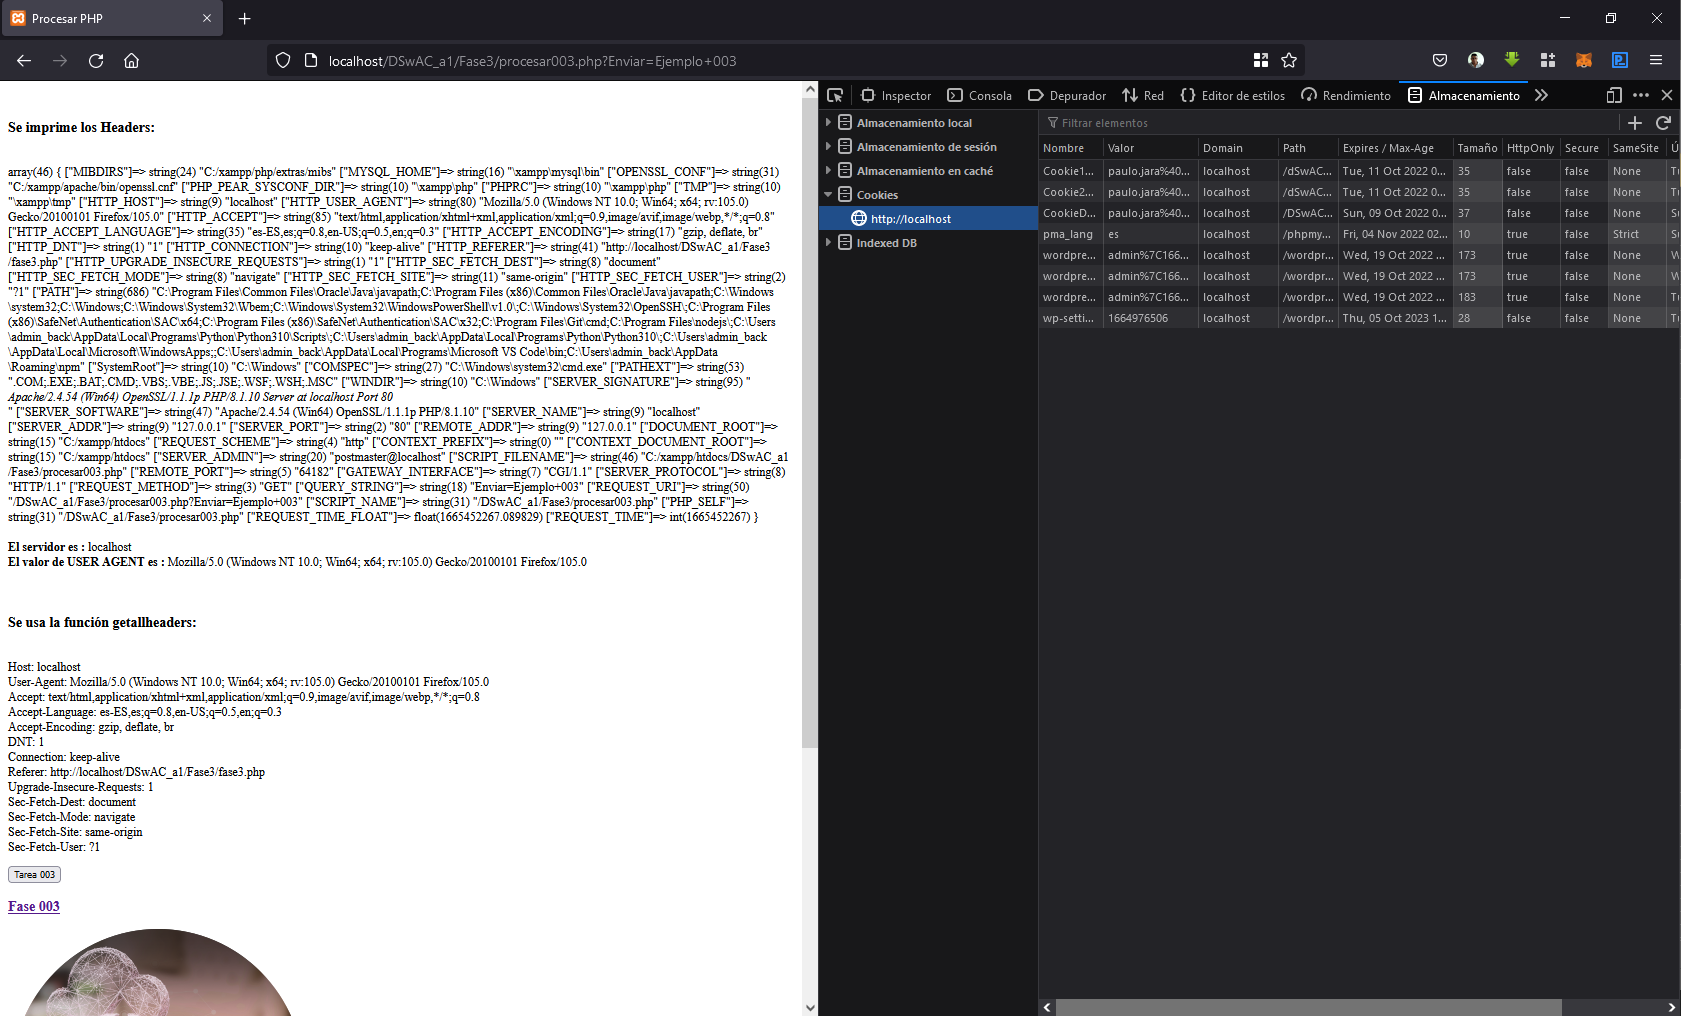 Procesar PHP
localhost/DSwAC_a1/Fase3/procesar003.php?Enviar=Ejemplo+003
Se imprime los Headers:
array(46) { ["MIBDIRS"]=> string(24) "C:/xampp/php/extras/mibs" ["MYSQL_HOME"]=> string(16) "\xampp\mysql\bin" ["OPENSSL_CONF"]=> string(31)
"C:/xampp/apache/bin/openssl.cnf" ["PHP_PEAR_SYSCONF_DIR"]=> string(10) "\xampp\php" ["PHPRC"]=> string(10) "\xampp\php" ["TMP"]=> string(10)
"\xampp\tmp" ["HTTP_HOST"]=> string(9) "localhost" ["HTTP_USER_AGENT"]=> string(80) "Mozilla/5.0 (Windows NT 10.0; Win64; x64; rv:105.0)
Gecko/20100101 Firefox/105.0" ["HTTP_ACCEPT"]=> string(85) "text/html,application/xhtml+xml,application/xml;q=0.9,image/avif,image/webp,*/*;q=0.8"
["HTTP_ACCEPT_LANGUAGE"]=> string(35) "es-ES,es;q=0.8,en-US;q=0.5,en;q=0.3" ["HTTP_ACCEPT_ENCODING"]=> string(17) "gzip, deflate, br"
["HTTP_DNT"]=> string(1) "1" ["HTTP_CONNECTION"]=> string(10) "keep-alive" ["HTTP_REFERER"]=> string(41) "http://localhost/DSwAC_a1/Fase3
/fase3.php" ["HTTP_UPGRADE_INSECURE_REQUESTS"]=> string(1) "1" ["HTTP_SEC_FETCH_DEST"]=> string(8) "document"
["HTTP_SEC_FETCH_MODE"]=> string(8) "navigate" ["HTTP_SEC_FETCH_SITE"]=> string(11) "same-origin" ["HTTP_SEC_FETCH_USER"]=> string(2)
"?1" ["PATH"]=> string(686) "C:\Program Files\Common Files\Oracle\Java\javapath;C:\Program Files (x86)\Common Files\Oracle\Java\javapath;C:\Windows
\system32;C:\Windows;C:\Windows\System32\Wbem;C:\Windows\System32\WindowsPowerShell\v1.0\;C:\Windows\System32\OpenSSH\;C:\Program Files
(x86)\SafeNet\Authentication\SAC\x64;C:\Program Files (x86)\SafeNet\Authentication\SAC\x32;C:\Program Files\Git\cmd;C:\Program Files\nodejs\;C:\Users
\admin_back\AppData\Local\Programs\Python\Python310\Scripts\;C:\Users\admin_back\AppData\Local\Programs\Python\Python310\;C:\Users\admin_back
\AppData\Local\Microsoft\WindowsApps;;C:\Users\admin_back\AppData\Local\Programs\Microsoft VS Code\bin;C:\Users\admin_back\AppData
\Roaming\npm" ["SystemRoot"]=> string(10) "C:\Windows" ["COMSPEC"]=> string(27) "C:\Windows\system32\cmd.exe" ["PATHEXT"]=> string(53)
".COM;.EXE;.BAT;.CMD;.VBS;.VBE;.JS;.JSE;.WSF;.WSH;.MSC" ["WINDIR"]=> string(10) "C:\Windows" ["SERVER_SIGNATURE"]=> string(95) "
Apache/2.4.54 (Win64) OpenSSL/1.1.1p PHP/8.1.10 Server at localhost Port 80
" ["SERVER_SOFTWARE"]=> string(47) "Apache/2.4.54 (Win64) OpenSSL/1.1.1p PHP/8.1.10" ["SERVER_NAME"]=> string(9) "localhost"
["SERVER_ADDR"]=> string(9) "127.0.0.1" ["SERVER_PORT"]=> string(2) "80" ["REMOTE_ADDR"]=> string(9) "127.0.0.1" ["DOCUMENT_ROOT"]=>
string(15) "C:/xampp/htdocs" ["REQUEST_SCHEME"]=> string(4) "http" ["CONTEXT_PREFIX"]=> string(0) "" ["CONTEXT_DOCUMENT_ROOT"]=>
string(15) "C:/xampp/htdocs" ["SERVER_ADMIN"]=> string(20) "postmaster@localhost" ["SCRIPT_FILENAME"]=> string(46) "C:/xampp/htdocs/DSwAC_a1
/Fase3/procesar003.php" ["REMOTE_PORT"]=> string(5) "64182" ["GATEWAY_INTERFACE"]=> string(7) "CGI/1.1" ["SERVER_PROTOCOL"]=> string(8)
"HTTP/1.1" ["REQUEST_METHOD"]=> string(3) "GET" ["QUERY_STRING"]=> string(18) "Enviar=Ejemplo+003" ["REQUEST_URI"]=> string(50)
"/DSwAC_a1/Fase3/procesar003.php?Enviar=Ejemplo+003" ["SCRIPT_NAME"]=> string(31) "/DSwAC_a1/Fase3/procesar003.php" ["PHP_SELF"]=>
string(31) "/DSwAC_a1/Fase3/procesar003.php" ["REQUEST_TIME_FLOAT"]=> float(1665452267.089829) ["REQUEST_TIME"]=> int(1665452267) }
El servidor es : localhost
El valor de USER AGENT es : Mozilla/5.0 (Windows NT 10.0; Win64; x64; rv:105.0) Gecko/20100101 Firefox/105.0
Se usa la función getallheaders:
Host: localhost
User-Agent: Mozilla/5.0 (Windows NT 10.0; Win64; x64; rv:105.0) Gecko/20100101 Firefox/105.0
Accept: text/html,application/xhtml+xml,application/xml;q=0.9,image/avif,image/webp,*/*;q=0.8
Accept-Language: es-ES,es;q=0.8,en-US;q=0.5,en;q=0.3
Accept-Encoding: gzip, deflate, br
DNT: 1
Connection: keep-alive
Referer: http://localhost/DSwAC_a1/Fase3/fase3.php
Upgrade-Insecure-Requests: 1
Sec-Fetch-Dest: document
Sec-Fetch-Mode: navigate
Sec-Fetch-Site: same-origin
Sec-Fetch-User: ?1
Tarea 003
Fase 003
Inspector Consola Depurador Red Editor de estilos Rendimiento Almacenamiento
Almacenamiento local
Almacenamiento de sesión
Almacenamiento en caché
Cookies
http://localhost
Indexed DB
Filtrar elementos
Nombre Valor Domain Path Expires / Max-Age Tamaño HttpOnly Secure SameSite Ú
Cookie1... paulo.jara%40... localhost /dSwAC... Tue, 11 Oct 2022 0... 35 false false None Tu
Cookie2... paulo.jara%40... localhost /dSwAC... Tue, 11 Oct 2022 0... 35 false false None Tu
CookieD... paulo.jara%40... localhost /DSwAC... Sun, 09 Oct 2022 0... 37 false false None S
pma_lang es localhost /phpmy... Fri, 04 Nov 2022 02... 10 true false Strict S
wordpre... admin%7C166... localhost /wordpr... Wed, 19 Oct 2022 ... 173 true false None W
wordpre... admin%7C166... localhost /wordpr... Wed, 19 Oct 2022 ... 173 true false None W
wordpre... admin%7C166... localhost /wordpr... Wed, 19 Oct 2022 ... 183 true false None Tu
wp-setti... 1664976506 localhost /wordpr... Thu, 05 Oct 2023 1... 28 false false None Tu